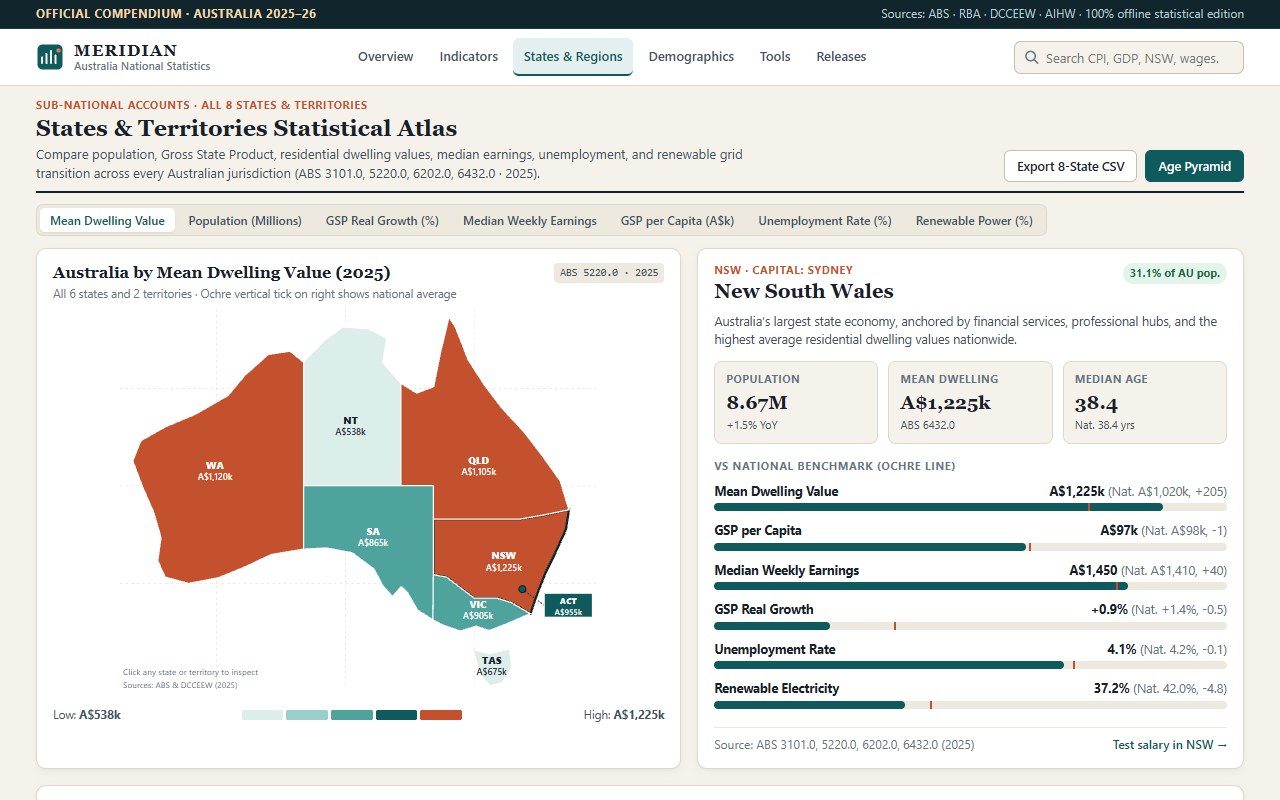 OFFICIAL COMPENDIUM · AUSTRALIA 2025–26
Sources: ABS · RBA · DCCEEW · AIHW · 100% offline statistical edition
MERIDIAN
Australia National Statistics
Overview
Indicators
States & Regions
Demographics
Tools
Releases
Search CPI, GDP, NSW, wages.
SUB-NATIONAL ACCOUNTS · ALL 8 STATES & TERRITORIES
States & Territories Statistical Atlas
Compare population, Gross State Product, residential dwelling values, median earnings, unemployment, and renewable grid
transition across every Australian jurisdiction (ABS 3101.0, 5220.0, 6202.0, 6432.0 · 2025).
Export 8-State CSV
Age Pyramid
Mean Dwelling Value
Population (Millions)
GSP Real Growth (%)
Median Weekly Earnings
GSP per Capita (A$k)
Unemployment Rate (%)
Renewable Power (%)
Australia by Mean Dwelling Value (2025)
ABS 5220.0 · 2025
All 6 states and 2 territories · Ochre vertical tick on right shows national average
NT
A$538k
WA
A$1,120k
QLD
A$1,105k
SA
A$865k
NSW
A$1,225k
ACT
A$955k
VIC
A$905k
TAS
A$675k
Click any state or territory to inspect
Sources: ABS & DCCEEW (2025)
Low: A$538k
High: A$1,225k
NSW · CAPITAL: SYDNEY
New South Wales
31.1% of AU pop.
Australia's largest state economy, anchored by financial services, professional hubs, and the
highest average residential dwelling values nationwide.
POPULATION
8.67M
+1.5% YoY
MEAN DWELLING
A$1,225k
ABS 6432.0
MEDIAN AGE
38.4
Nat. 38.4 yrs
VS NATIONAL BENCHMARK (OCHRE LINE)
Mean Dwelling Value
A$1,225k (Nat. A$1,020k, +205)
GSP per Capita
A$97k (Nat. A$98k, -1)
Median Weekly Earnings
A$1,450 (Nat. A$1,410, +40)
GSP Real Growth
+0.9% (Nat. +1.4%, -0.5)
Unemployment Rate
4.1% (Nat. 4.2%, -0.1)
Renewable Electricity
37.2% (Nat. 42.0%, -4.8)
Source: ABS 3101.0, 5220.0, 6202.0, 6432.0 (2025)
Test salary in NSW →